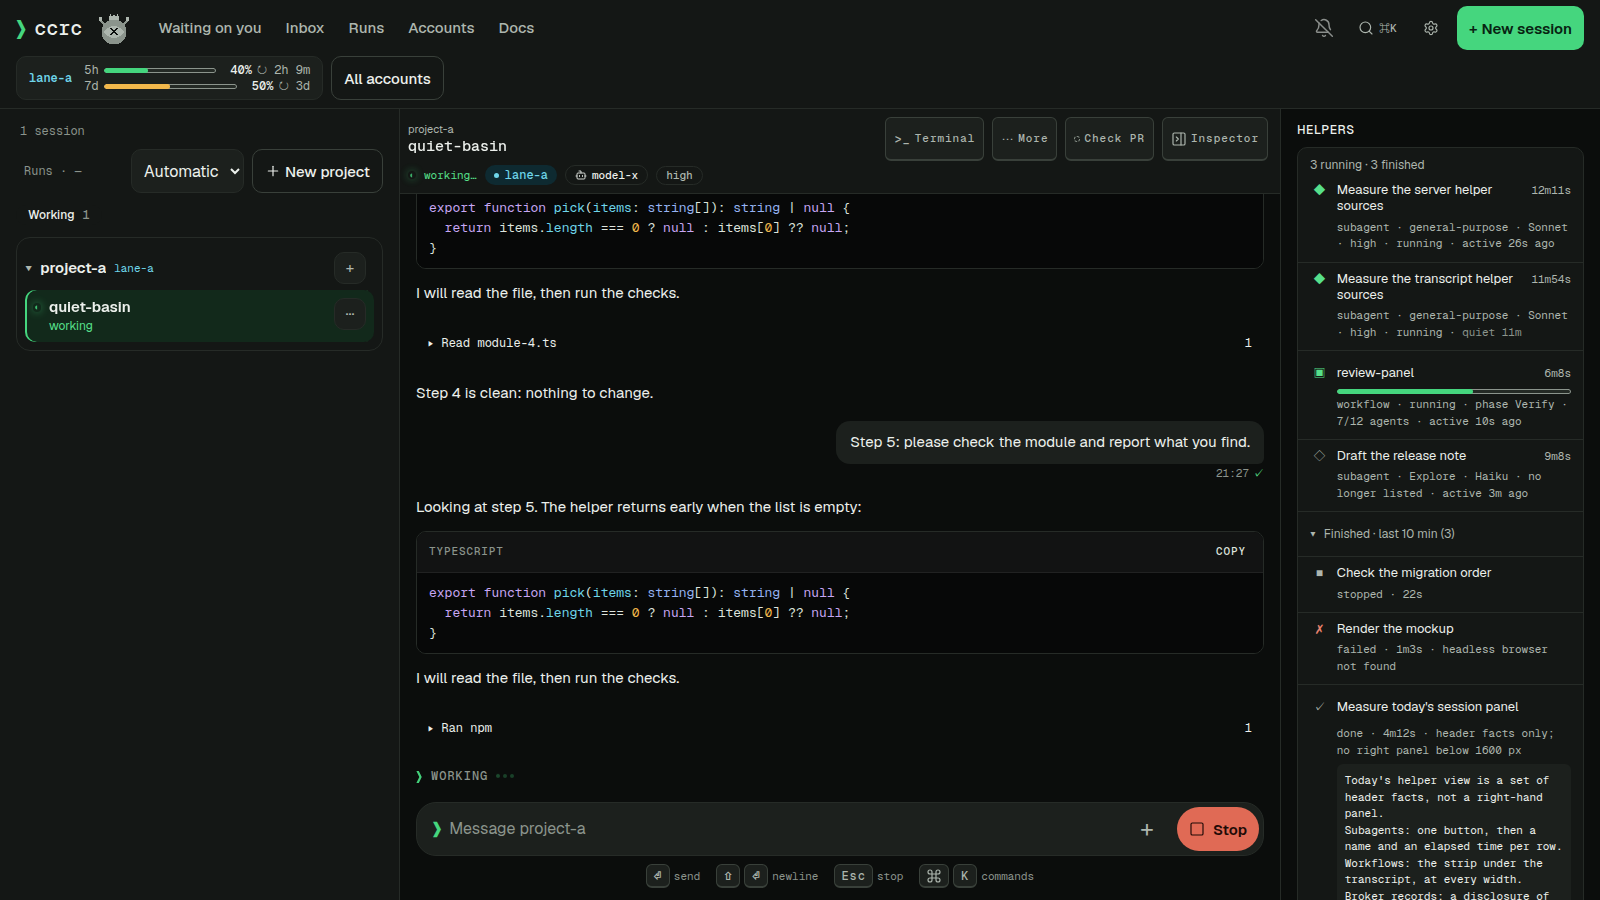 ❯ ccrc
Waiting on you
Inbox
Runs
Accounts
Docs
⌘K
+ New session
lane-a
5h 40% ↻ 2h 9m
7d 50% ↻ 3d
All accounts
1 session
Runs · —
Automatic
+ New project
Working 1
▾ project-a lane-a
+
quiet-basin
working
…
project-a
quiet-basin
>_ Terminal
··· More
Check PR
Inspector
working…
lane-a
model-x
high
export function pick(items: string[]): string | null {
return items.length === 0 ? null : items[0] ?? null;
}
I will read the file, then run the checks.
▸ Read module-4.ts 1
Step 4 is clean: nothing to change.
Step 5: please check the module and report what you find.
21:27 ✓
Looking at step 5. The helper returns early when the list is empty:
TYPESCRIPT
COPY
export function pick(items: string[]): string | null {
return items.length === 0 ? null : items[0] ?? null;
}
I will read the file, then run the checks.
▸ Ran npm 1
❯ WORKING
❯ Message project-a
+
Stop
⏎ send ⇧ ⏎ newline Esc stop ⌘ K commands
HELPERS
3 running · 3 finished
Measure the server helper sources 12m11s
subagent · general-purpose · Sonnet
· high · running · active 26s ago
Measure the transcript helper sources 11m54s
subagent · general-purpose · Sonnet
· high · running · quiet 11m
review-panel 6m8s
workflow · running · phase Verify ·
7/12 agents · active 10s ago
Draft the release note 9m8s
subagent · Explore · Haiku · no
longer listed · active 3m ago
▾ Finished · last 10 min (3)
Check the migration order
stopped · 22s
✗ Render the mockup
failed · 1m3s · headless browser
not found
✓ Measure today's session panel
done · 4m12s · header facts only;
no right panel below 1600 px
Today's helper view is a set of
header facts, not a right-hand
panel.
Subagents: one button, then a
name and an elapsed time per row.
Workflows: the strip under the
transcript, at every width.
Broker records: a disclosure of